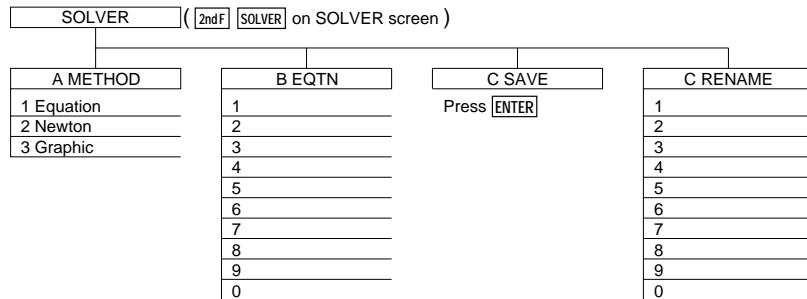 SOLVER ( 2ndF SOLVER on SOLVER screen )
A METHOD
1 Equation
2 Newton
3 Graphic
B EQTN
1
2
3
4
5
6
7
8
9
0
C SAVE
Press ENTER
C RENAME
1
2
3
4
5
6
7
8
9
0